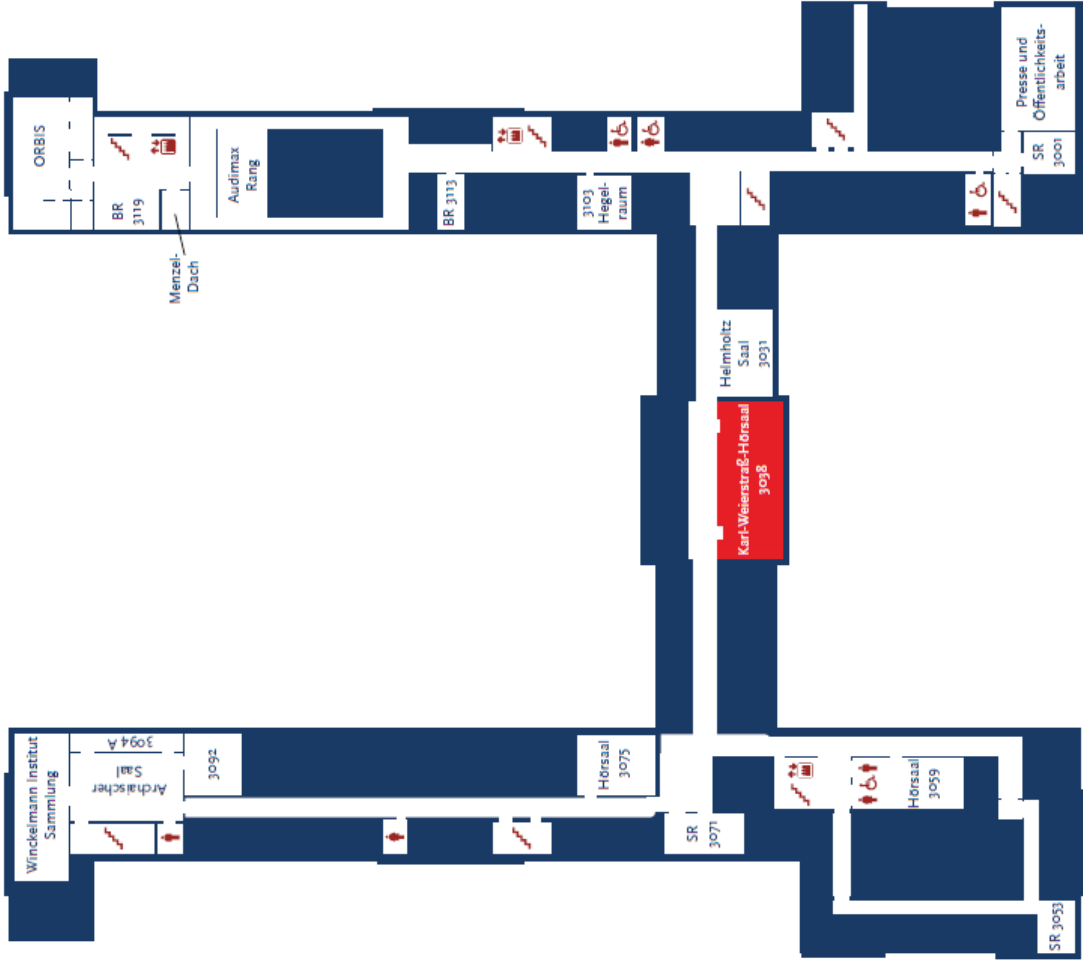 ORBIS
BR
3119
Menzel-
Dach
Audimax
Rang
BR 3113
3103
Hegel-
raum
Presse und
Öffentlichkeits-
arbeit
SR
3001
Helmholtz
Saal
3031
Karl-Weierstraß-Hörsaal
3038
Winckelmann Institut
Sammlung
Archaischer
Saal
3094 A
3092
Hörsaal
3075
SR
3071
Hörsaal
3059
SR 3053